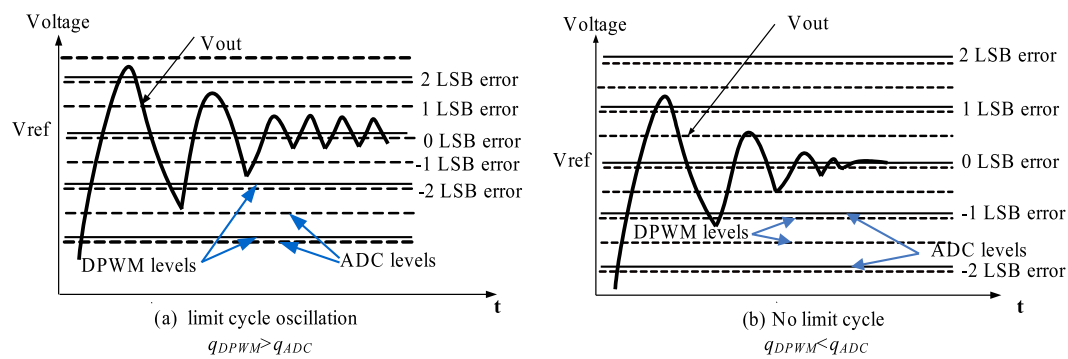 Voltage
Vout
2 LSB error
1 LSB error
Vref
0 LSB error
-1 LSB error
-2 LSB error
DPWM levels
ADC levels
t
(a) limit cycle oscillation
qDPWM>qADC
Voltage
Vout
2 LSB error
1 LSB error
Vref
0 LSB error
-1 LSB error
DPWM levels
ADC levels
-2 LSB error
t
(b) No limit cycle
qDPWM<qADC